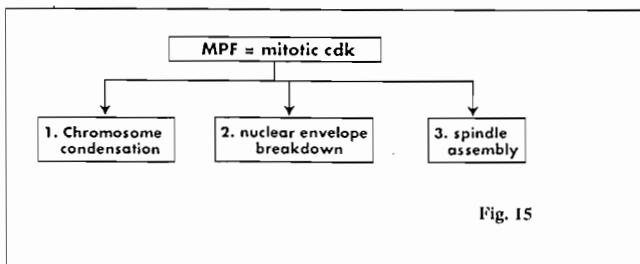 MPF = mitotic cdk
1. Chromosome
condensation
2. nuclear envelope
breakdown
3. spindle
assembly
Fig. 15